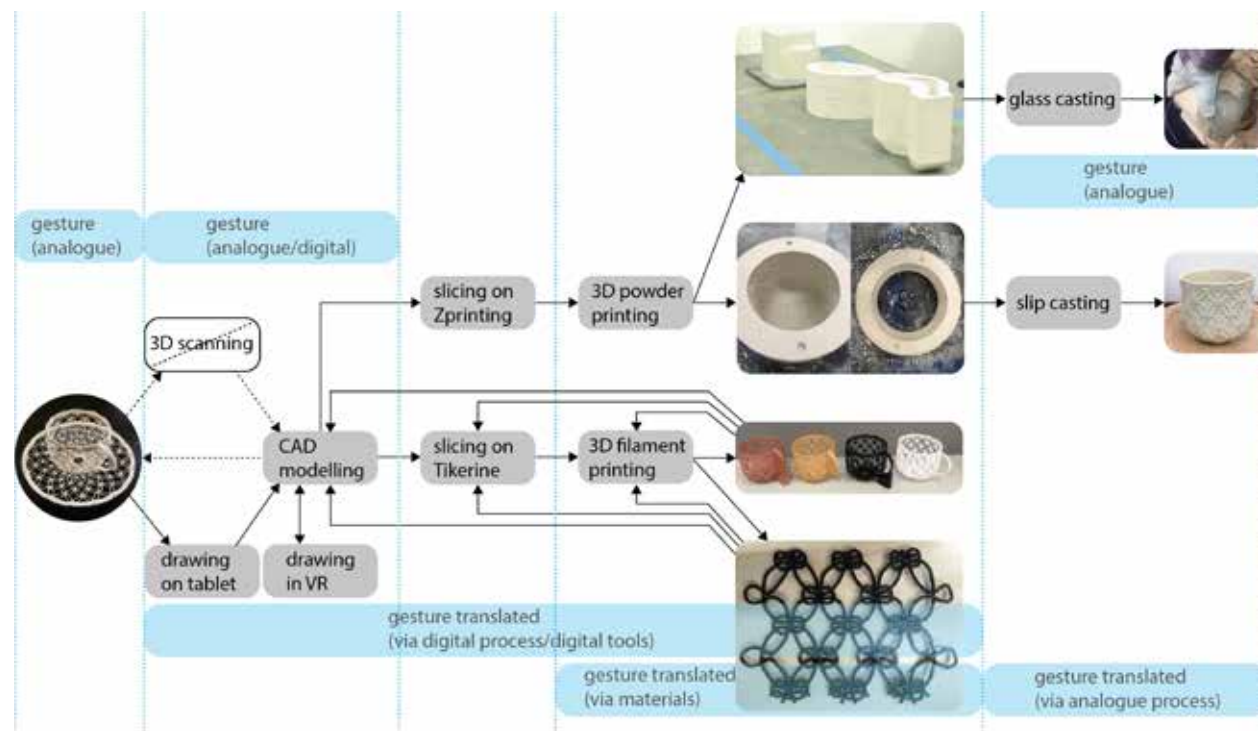 glass casting
gesture
(analogue)
gesture
(analogue)
gesture
(analogue/digital)
slicing on
Zprinting
3D powder
printing
slip casting
3D scanning
CAD
modelling
slicing on
Tikerine
3D filament
printing
drawing
on tablet
drawing
in VR
gesture translated
(via digital process/digital tools)
gesture translated
(via materials)
gesture translated
(via analogue process)